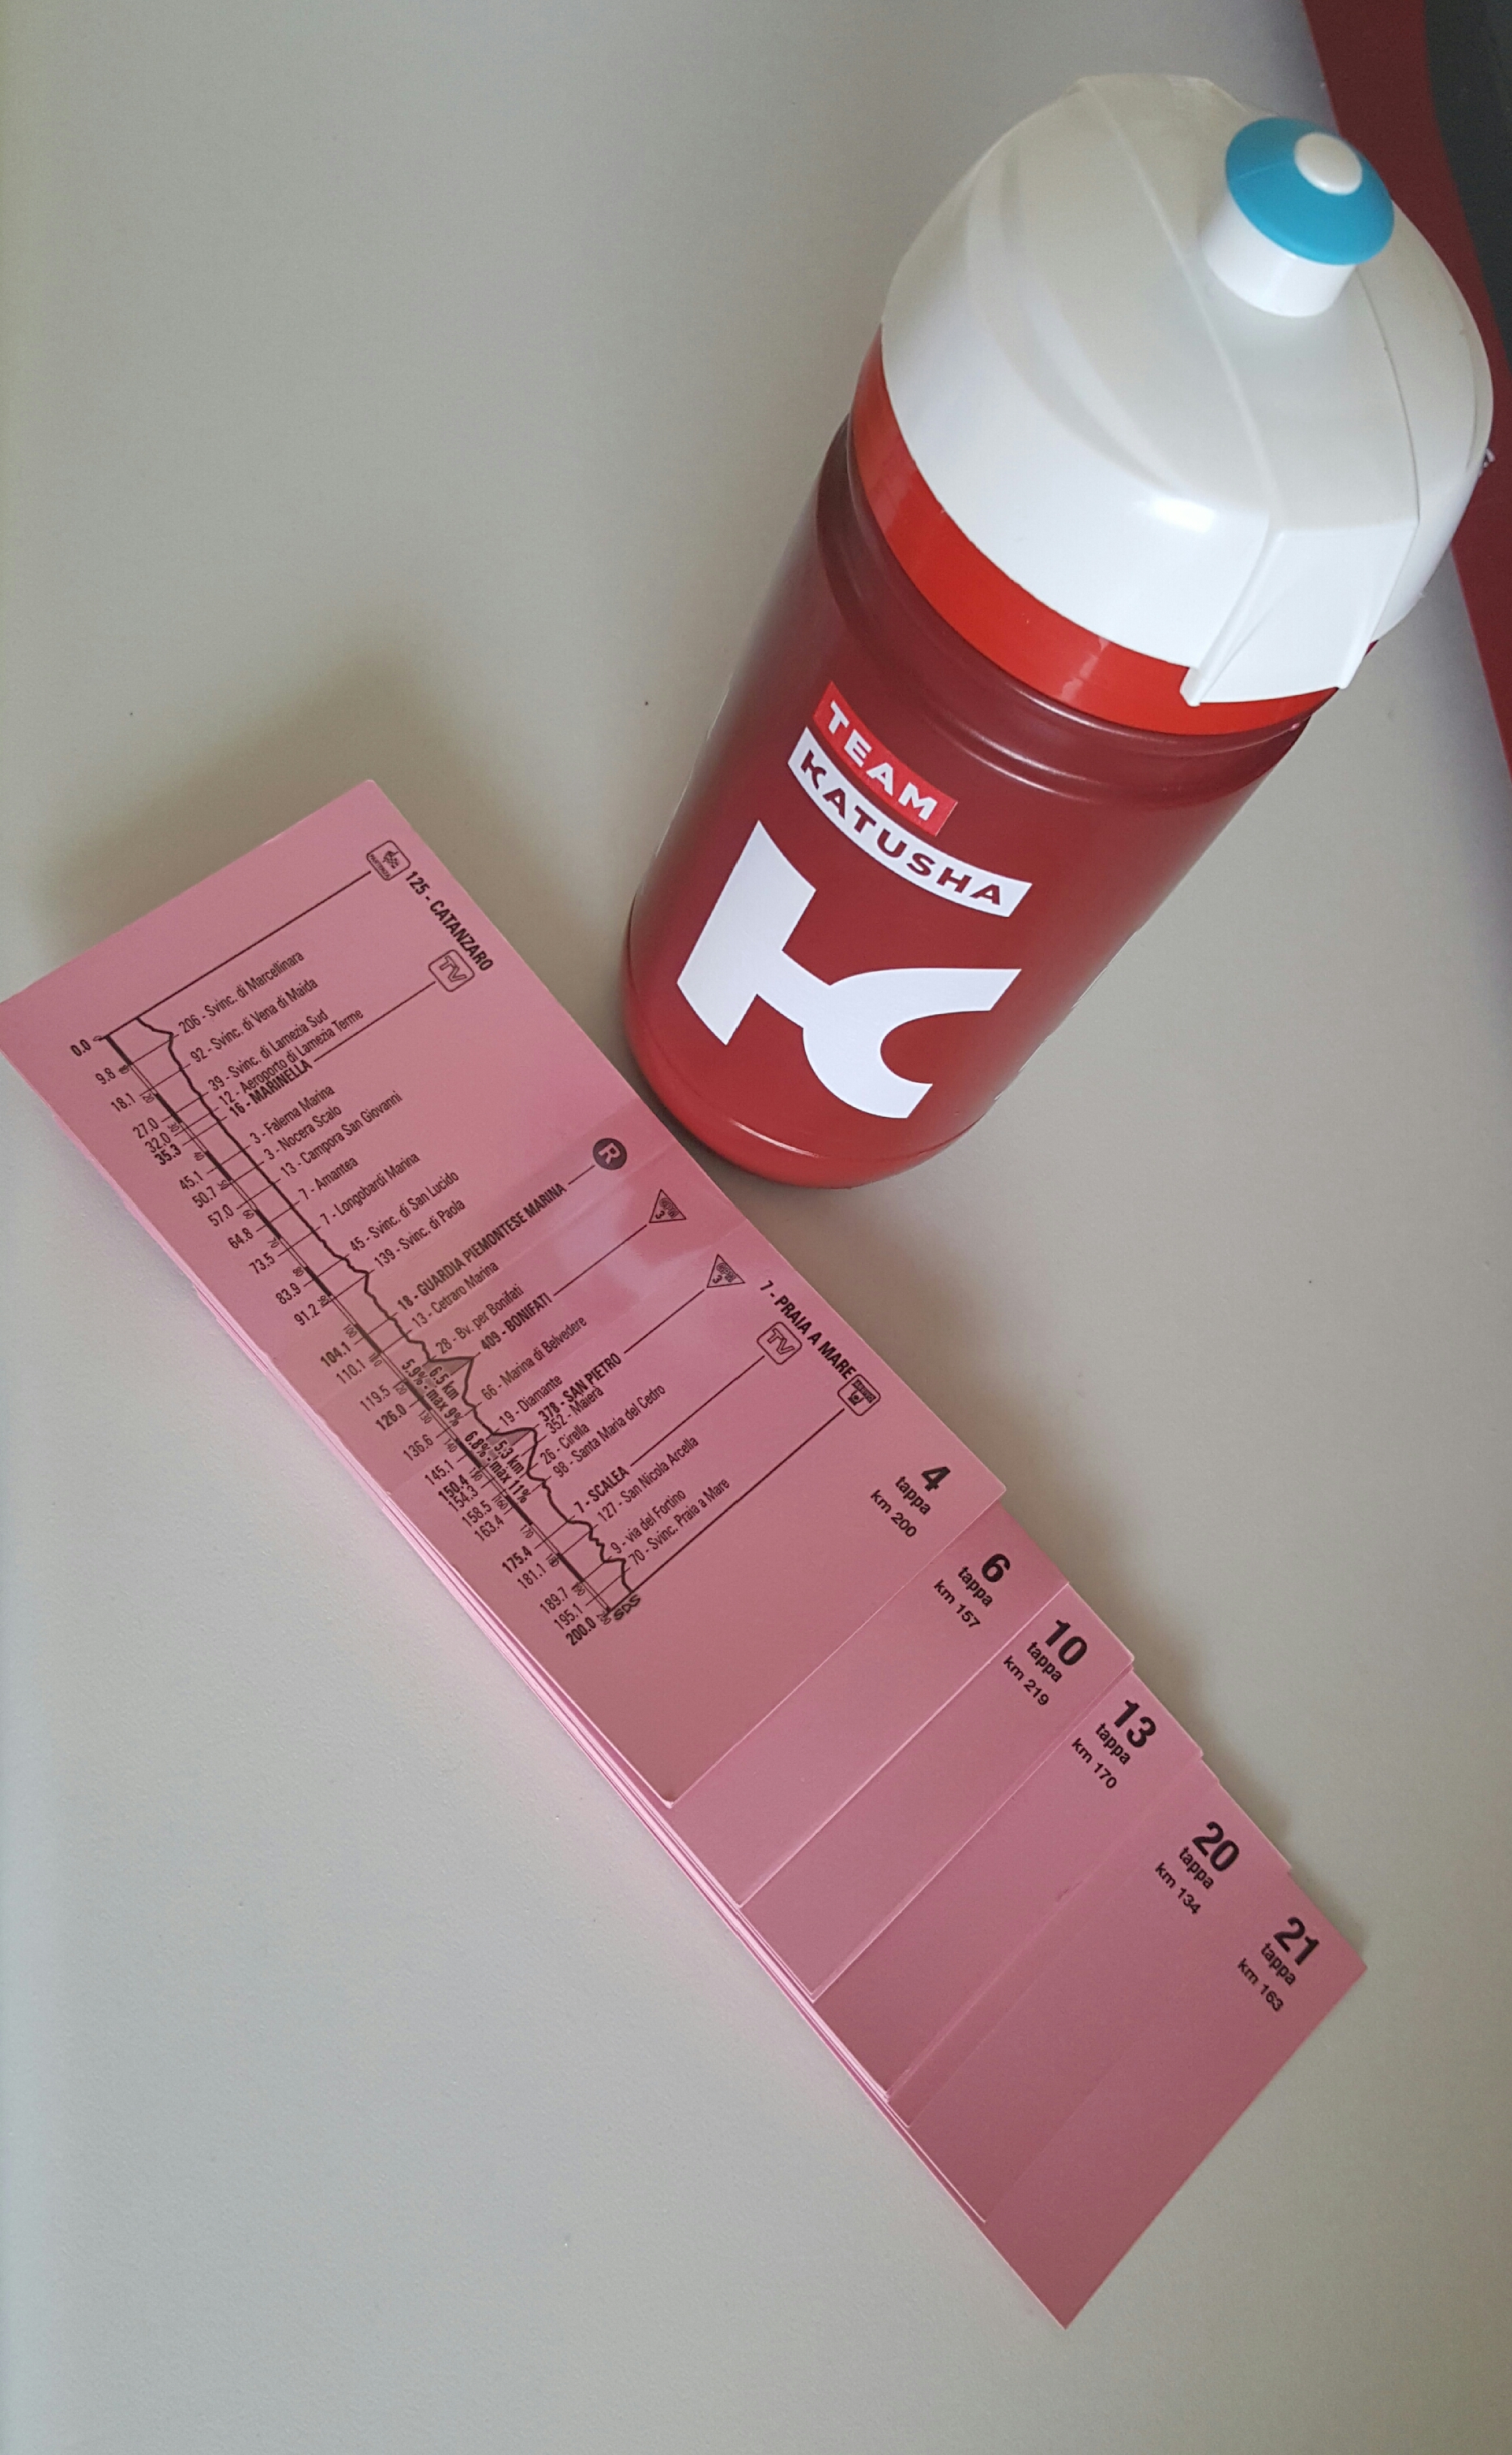 TEAM
KATUSHA
125 - CATANZARO
TV
206 - Svinc. di Marcellinara
92 - Svinc. di Vena di Maida
39 - Svinc. di Lamezia Sud
12 - Aeroporto di Lamezia Terme
16 - MARINELLA
3 - Falerna Marina
3 - Nocera Scalo
13 - Campora San Giovanni
7 - Amantea
7 - Longobardi Marina
45 - Svinc. di San Lucido
139 - Svinc. di Paola
18 - GUARDIA PIEMONTESE MARINA
R
13 - Cetraro Marina
28 - Bv. per Bonifati
409 - BONIFATI
3
66 - Marina di Belvedere
19 - Diamante
378 - SAN PIETRO
3
352 - Maierà
26 - Cirella
98 - Santa Maria del Cedro
7 - SCALEA
TV
127 - San Nicola Arcella
9 - via del Fortino
70 - Svinc. Praia a Mare
7 - PRAIA A MARE
0.0
9.8
18.1
27.0
32.0
35.3
45.1
50.7
57.0
64.8
73.5
83.9
91.2
104.1
110.1
119.5
126.0
136.6
145.1
150.4
154.3
158.5
163.4
175.4
181.1
189.7
195.1
200.0
6.5 km
5.9% - max 9%
5.3 km
6.8% - max 11%
SDS
4
tappa
km 200
6
tappa
km 157
10
tappa
km 219
13
tappa
km 170
20
tappa
km 134
21
tappa
km 163